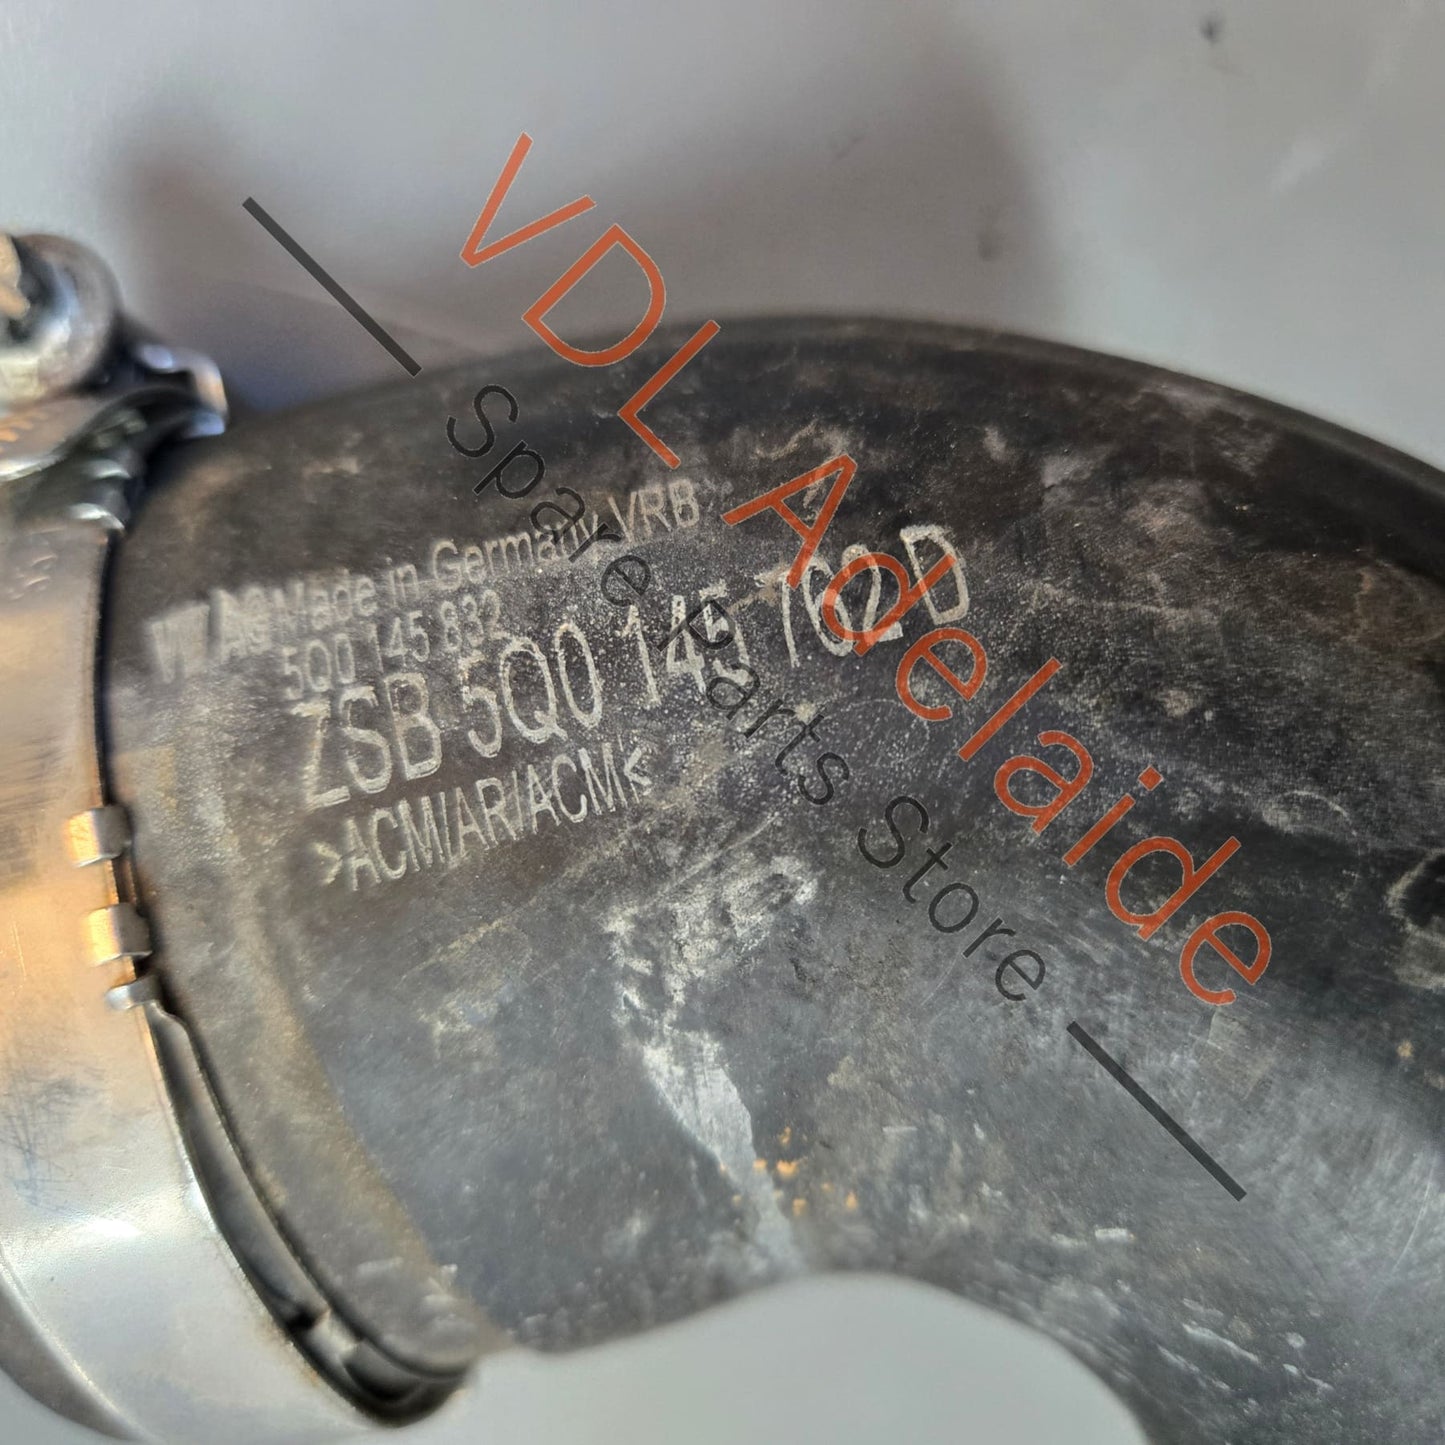 VW AG Made in Germany VRB
5Q0 145 832
ZSB 5Q0 145 762 D
>ACM/AR/ACM<
VDL Adelaide
Spare Parts Store